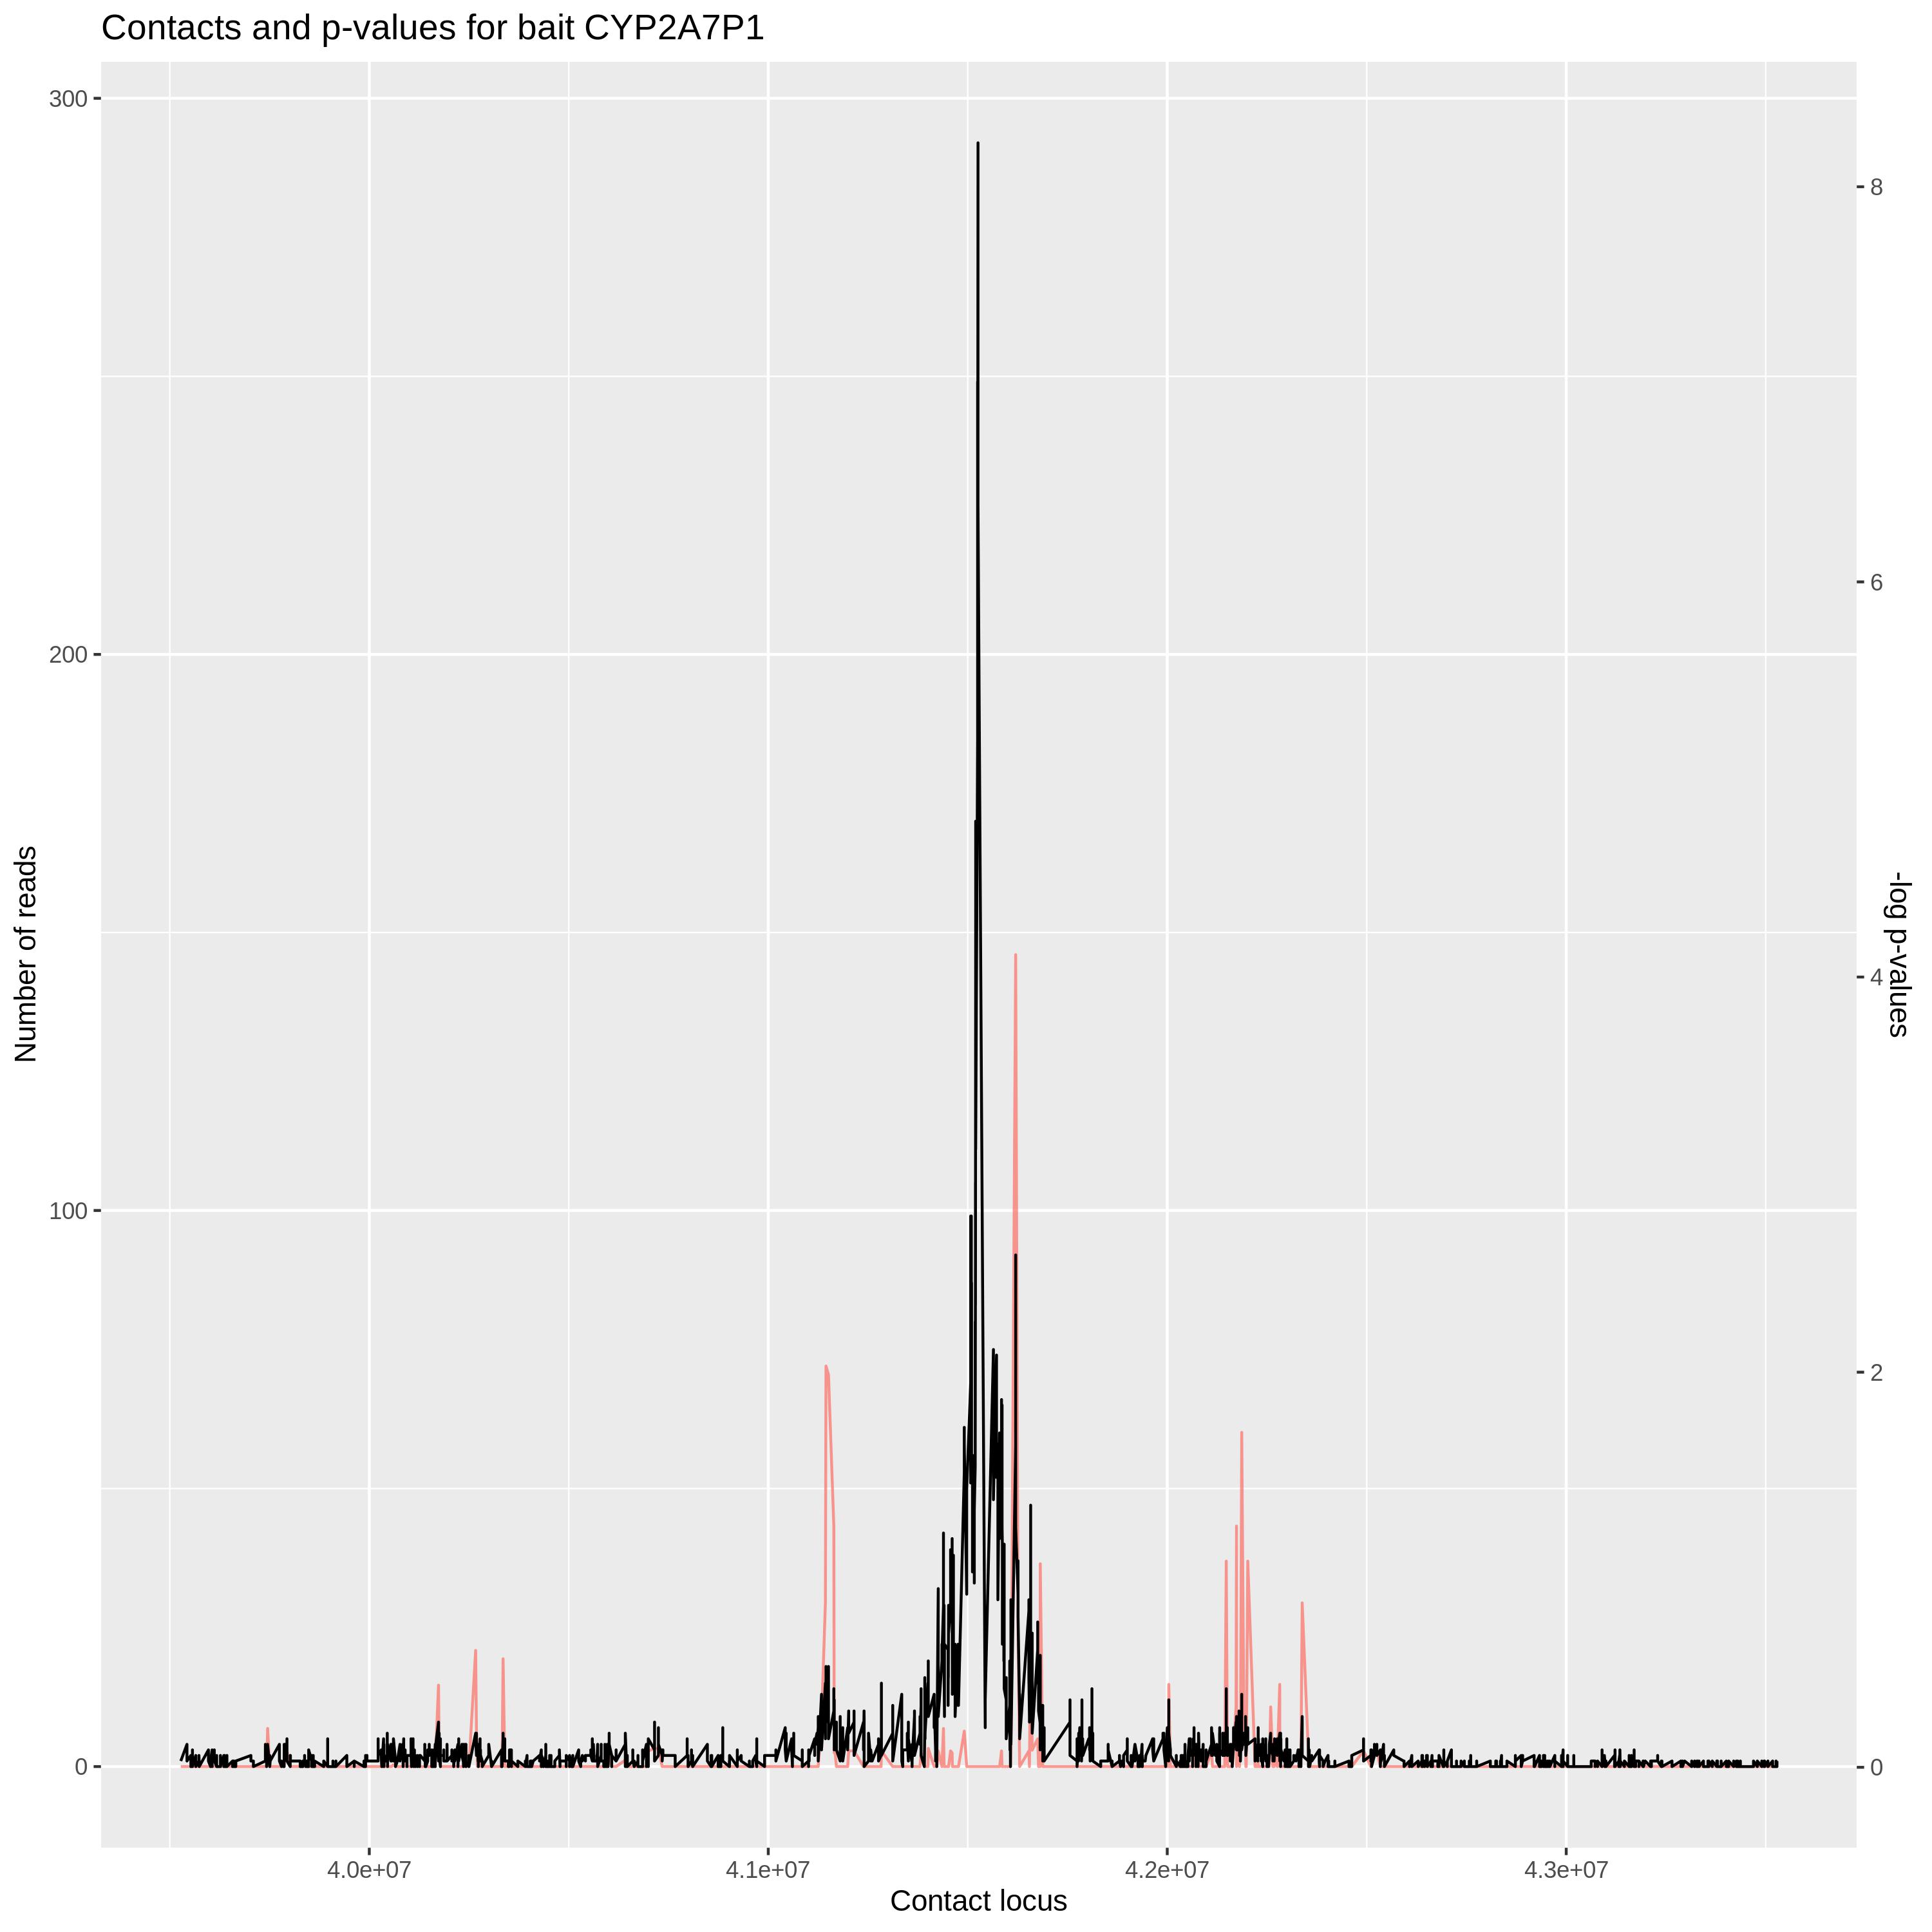 Contacts and p-values for bait CYP2A7P1
300
200
100
0
8
6
4
2
0
Number of reads
-log p-values
4.0e+07
4.1e+07
4.2e+07
4.3e+07
Contact locus